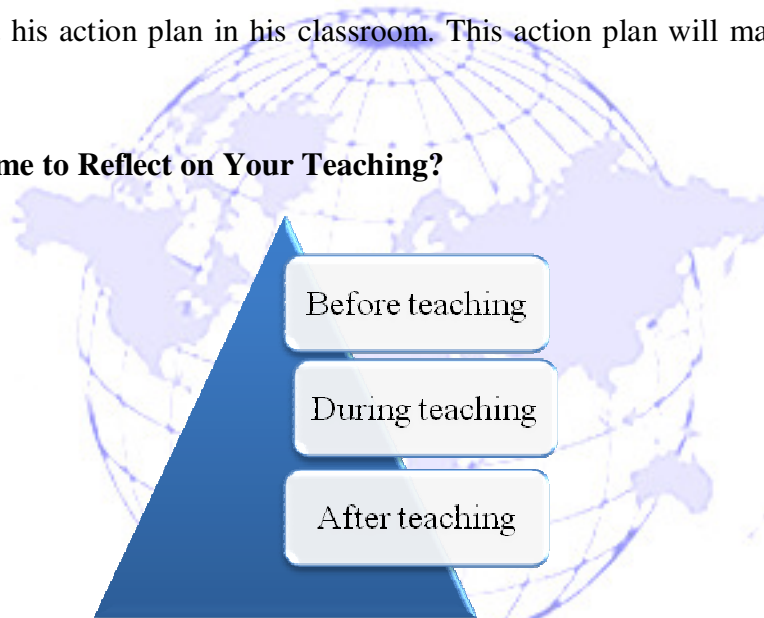 his action plan in his classroom. This action plan will ma
me to Reflect on Your Teaching?
Before teaching
During teaching
After teaching